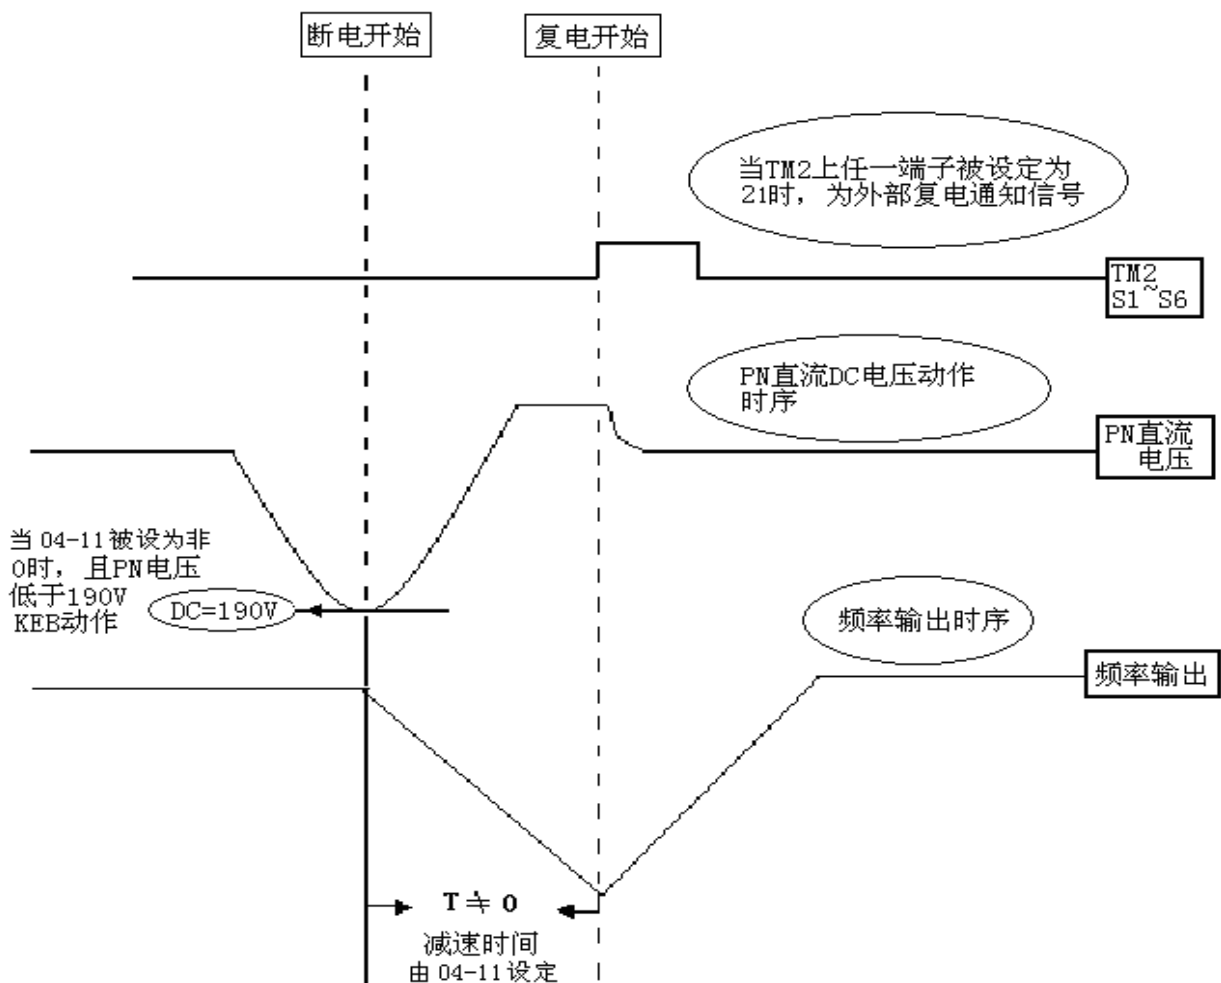 断电开始
复电开始
当TM2上任一端子被设定为
21时，为外部复电通知信号
TM2
S1~S6
PN直流DC电压动作
时序
PN直流
电压
当04-11被设为非
0时，且PN电压
低于190V
KEB动作
DC=190V
频率输出时序
频率输出
T≠0
减速时间
由04-11设定